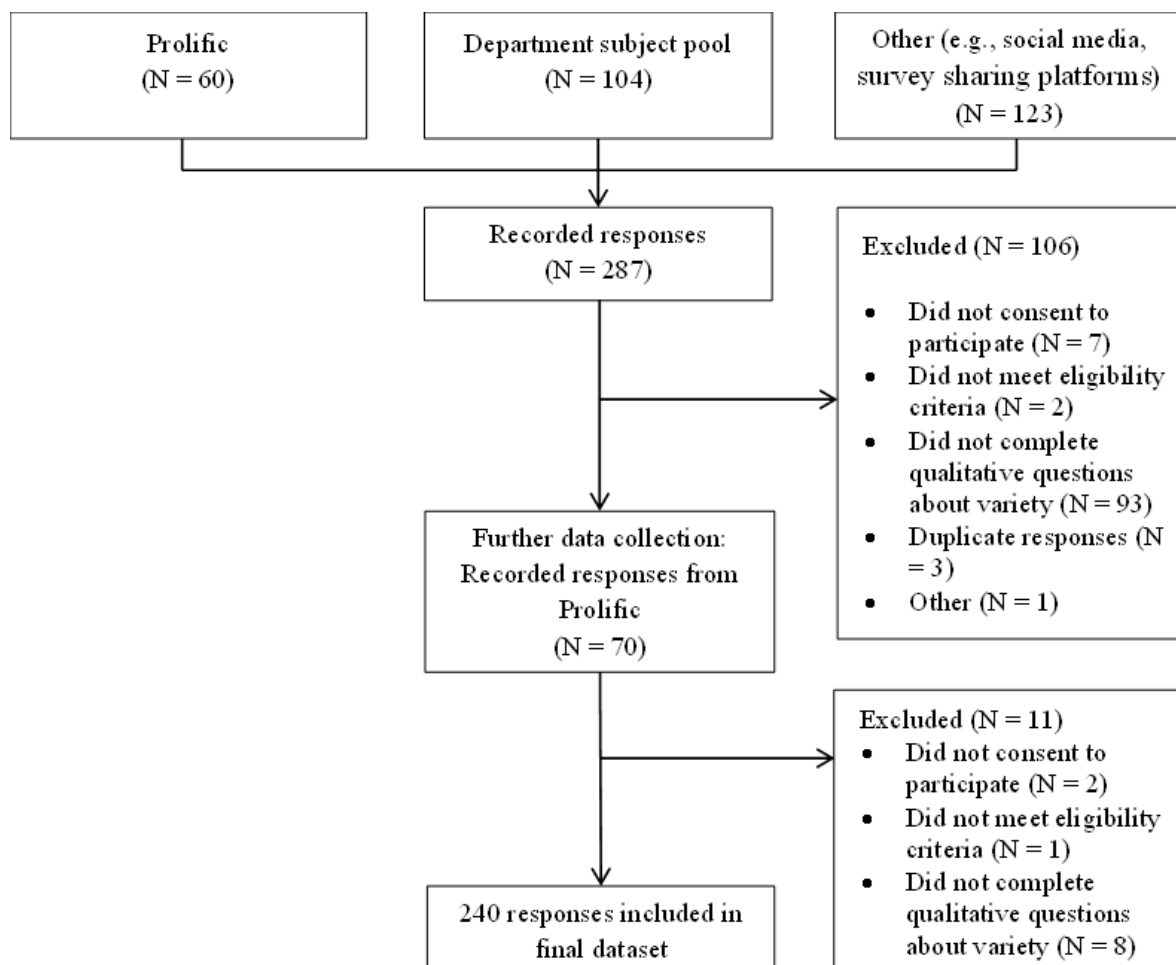 Prolific
(N = 60)
Department subject pool
(N = 104)
Other (e.g., social media,
survey sharing platforms)
(N = 123)
Recorded responses
(N = 287)
Excluded (N = 106)
• Did not consent to
participate (N = 7)
• Did not meet eligibility
criteria (N = 2)
• Did not complete
qualitative questions
about variety (N = 93)
• Duplicate responses (N
= 3)
• Other (N = 1)
Further data collection:
Recorded responses from
Prolific
(N = 70)
Excluded (N = 11)
• Did not consent to
participate (N = 2)
• Did not meet eligibility
criteria (N = 1)
• Did not complete
qualitative questions
about variety (N = 8)
240 responses included in
final dataset